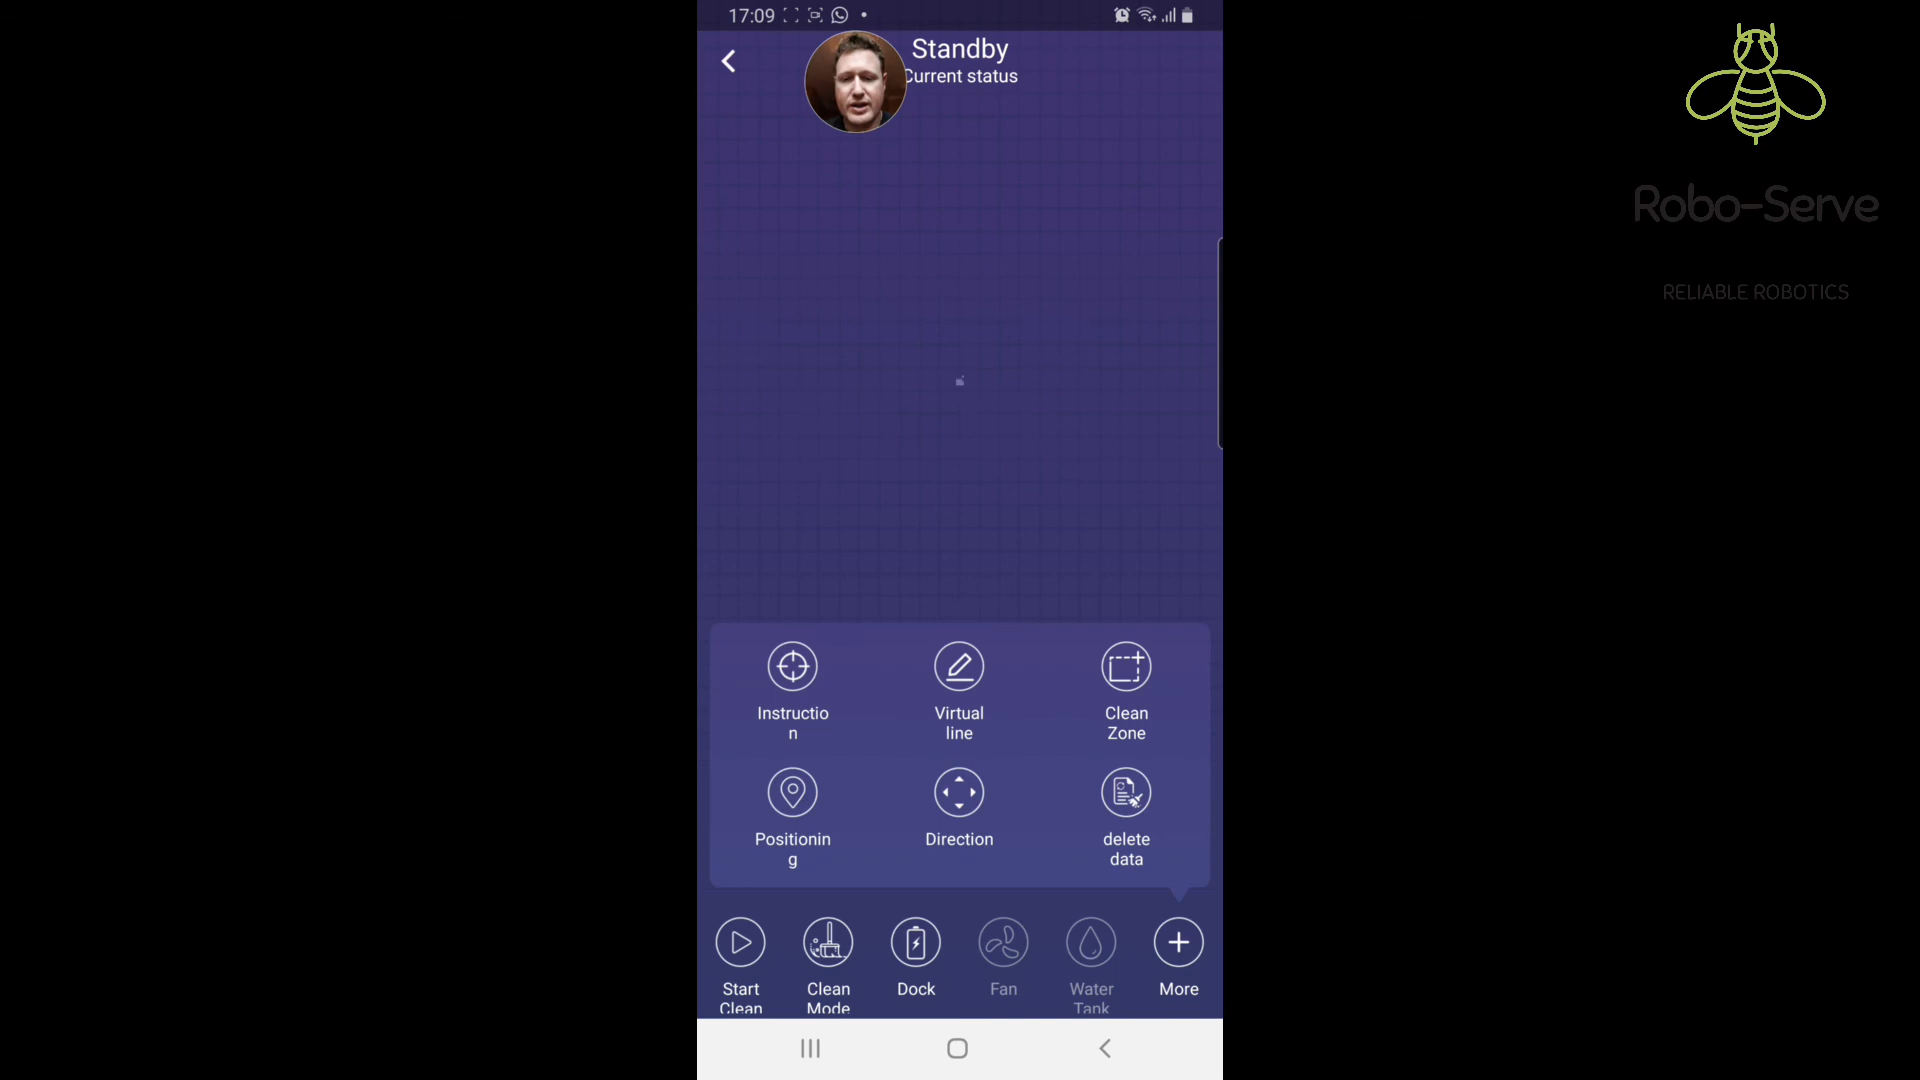 17:09
Standby
Current status
Robo-Serve
RELIABLE ROBOTICS
Instructio
n
Virtual
line
Clean
Zone
Positionin
g
Direction
delete
data
Start
Clean
Clean
Mode
Dock
Fan
Water
Tank
More